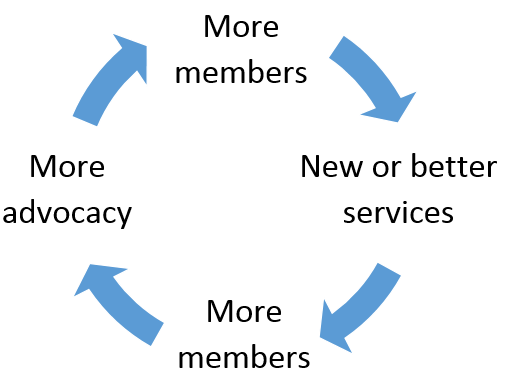 More
members
New or better
services
More
members
More
advocacy